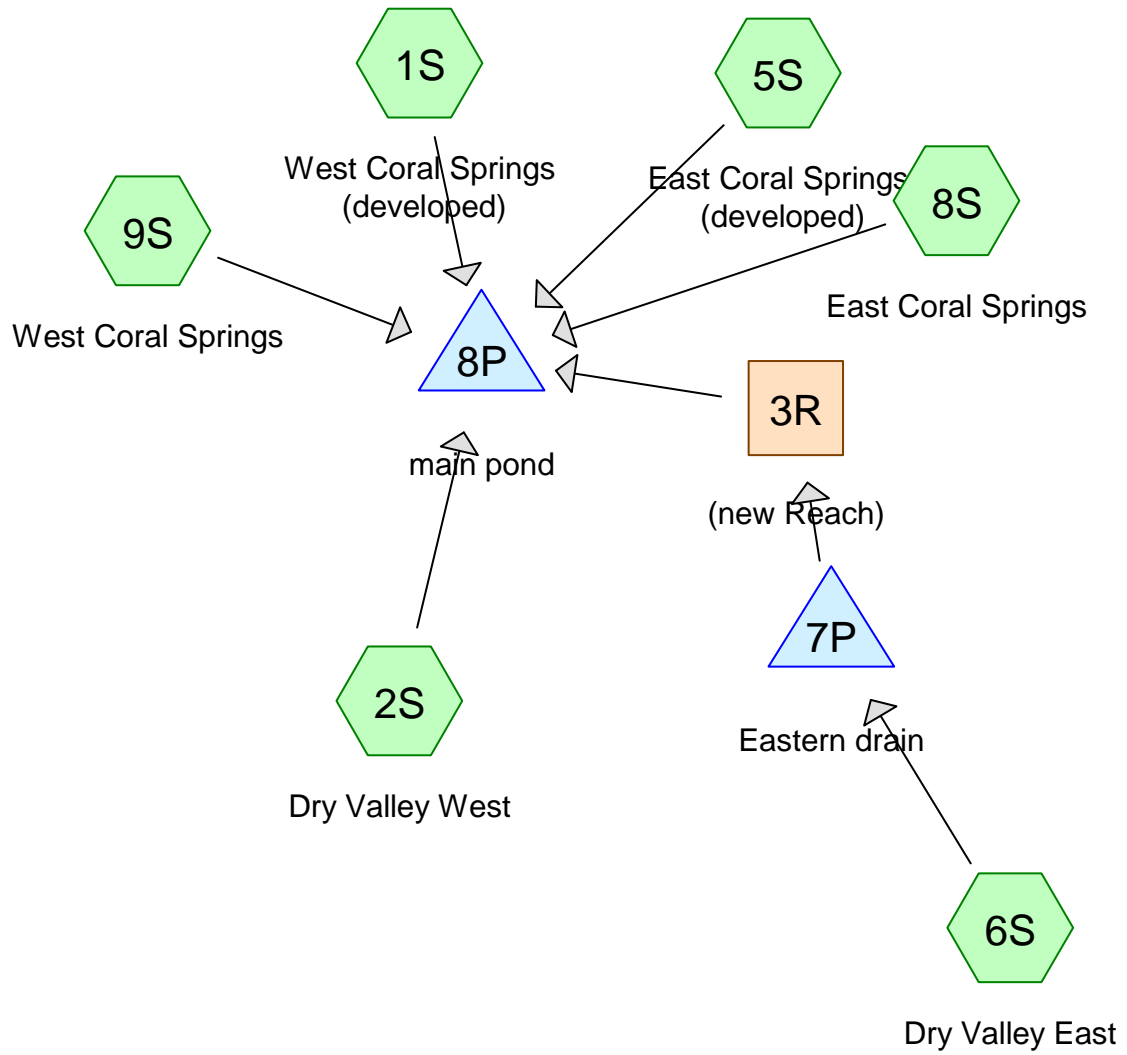 1S
West Coral Springs
(developed)
5S
East Coral Springs
(developed)
8S
East Coral Springs
9S
West Coral Springs
8P
main pond
3R
(new Reach)
7P
Eastern drain
2S
Dry Valley West
6S
Dry Valley East